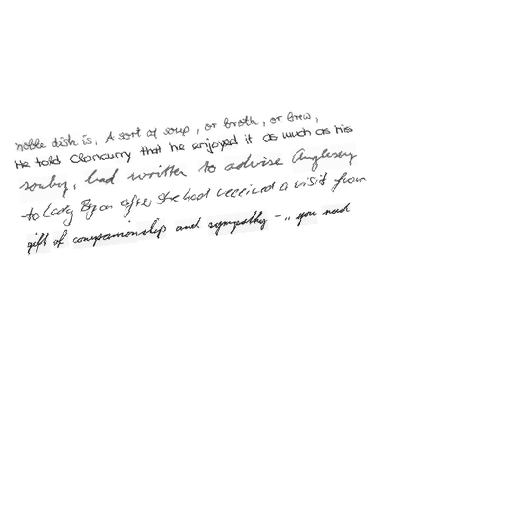 noble dish is, A sort of soup, or broth, or brew,
He told Cloncurry that he enjoyed it as much as his
had written to advise Anglesey
to Lady Byron after she had received a visit from
gift of companionship and sympathy - .. you need